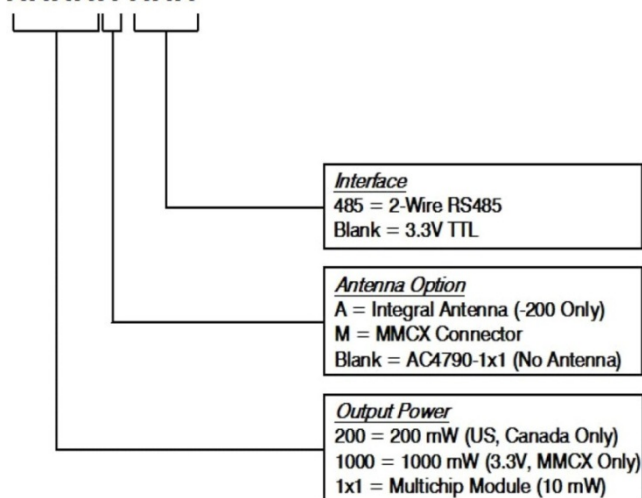 Interface
485 = 2-Wire RS485
Blank = 3.3V TTL
Antenna Option
A = Integral Antenna (-200 Only)
M = MMCX Connector
Blank = AC4790-1x1 (No Antenna)
Output Power
200 = 200 mW (US, Canada Only)
1000 = 1000 mW (3.3V, MMCX Only)
1x1 = Multichip Module (10 mW)